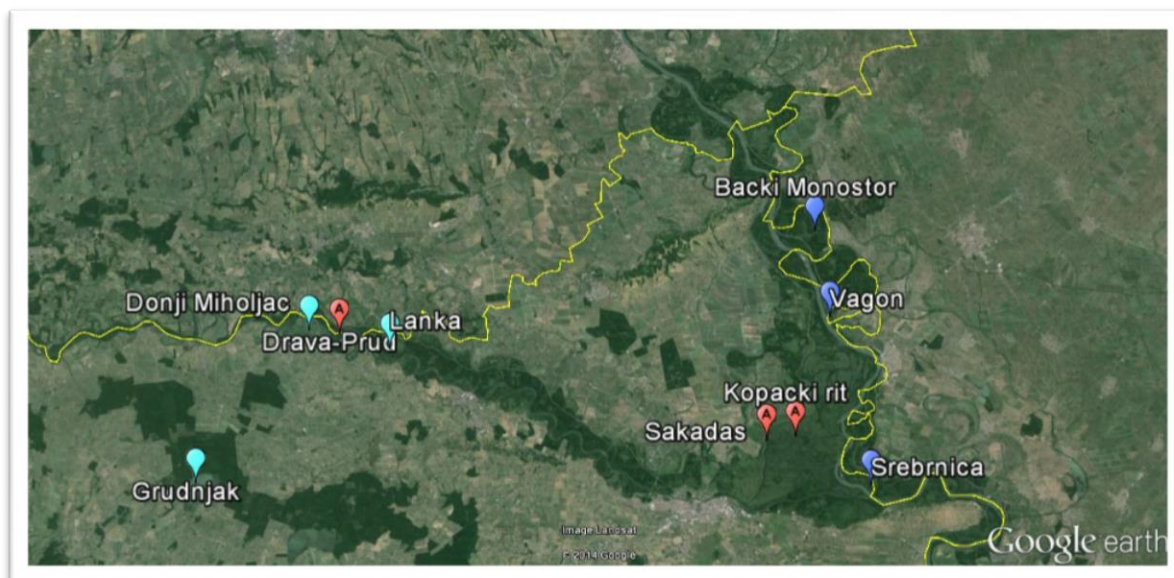 Backi Monostor
Donji Miholjac
A
Lanka
Vagon
Drava-Prud
Kopacki rit
A
A
Sakadas
Srebrnica
Grudnjak
Image Landsat
© 2014 Google
Google earth